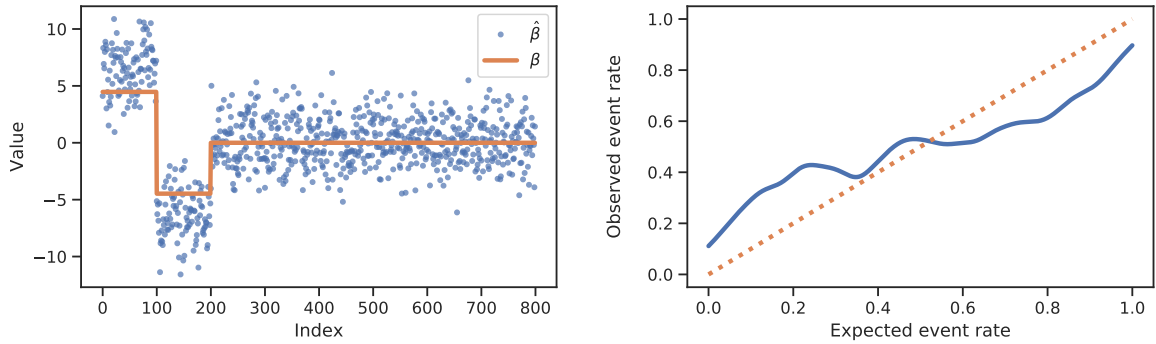 10
5
0
−5
−10
Value
0 100 200 300 400 500 600 700 800
Index
β̂
β
1.0
0.8
0.6
0.4
0.2
0.0
Observed event rate
0.0 0.2 0.4 0.6 0.8 1.0
Expected event rate